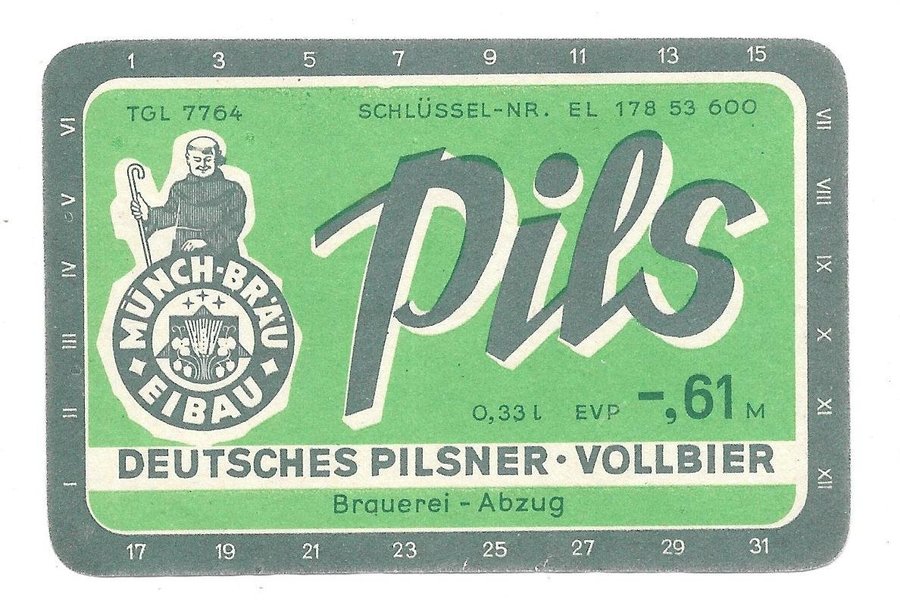 1 3 5 7 9 11 13 15
TGL 7764
SCHLÜSSEL-NR. EL 178 53 600
Pils
MÜNCH-BRÄU
EIBAU
0,33 l EVP -,61 M
DEUTSCHES PILSNER · VOLLBIER
Brauerei - Abzug
VI
V
IV
III
II
I
VII
VIII
IX
X
XI
XII
17 19 21 23 25 27 29 31